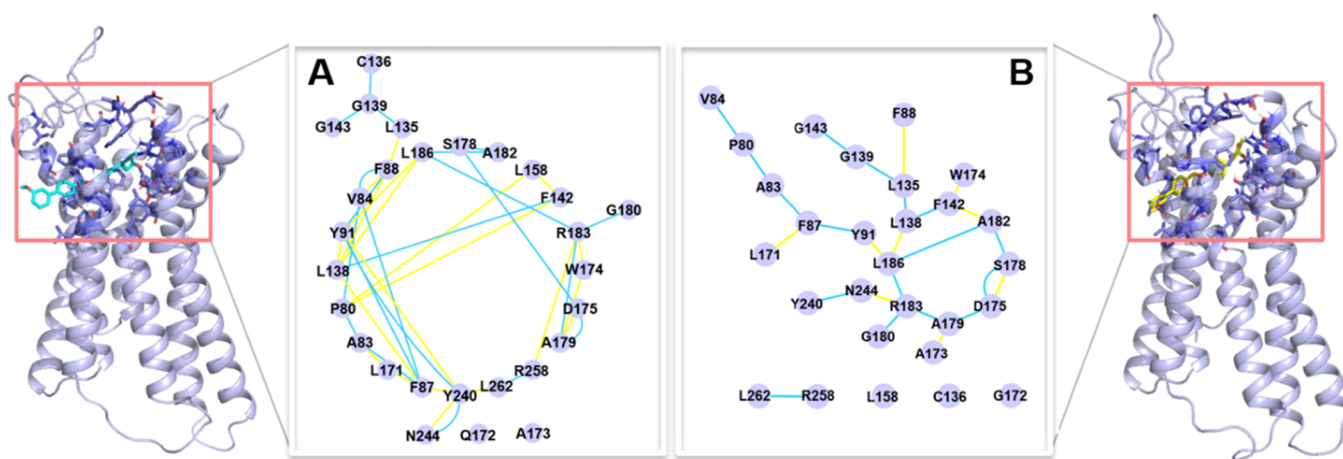 A
C136
G139
G143
L135
S178
L186
A182
F88
L158
V84
F142
G180
Y91
R183
L138
W174
P80
D175
A83
A179
L171
R258
F87
Y240
L262
N244
Q172
A173
B
V84
F88
G143
P80
G139
W174
A83
L135
F142
L138
A182
F87
Y91
L171
L186
S178
Y240
N244
R183
D175
G180
A179
A173
L262
R258
L158
C136
G172